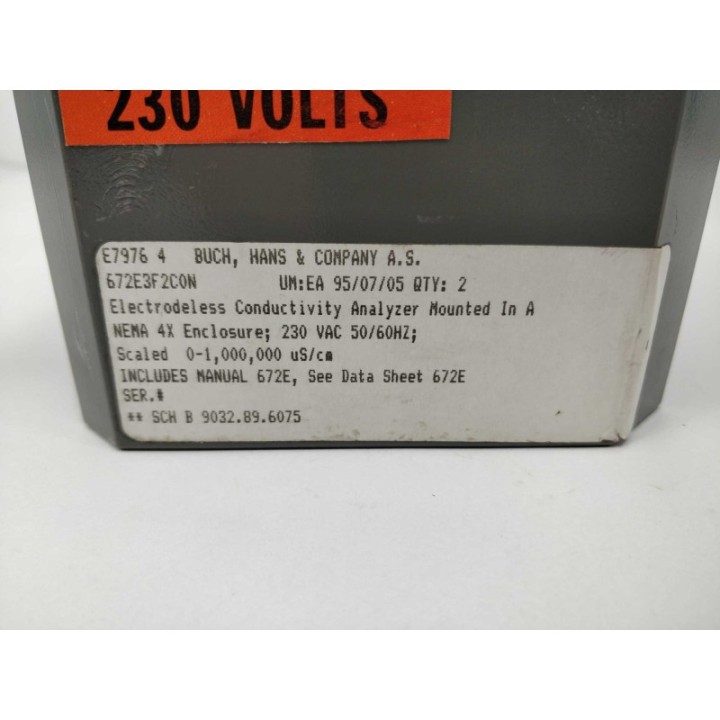 230 VOLTS
E7976 4 BUCH, HANS & COMPANY A.S.
672E3F2C0N UM:EA 95/07/05 QTY: 2
Electrodeless Conductivity Analyzer Mounted In A
NEMA 4X Enclosure; 230 VAC 50/60HZ;
Scaled 0-1,000,000 uS/cm
INCLUDES MANUAL 672E, See Data Sheet 672E
SER.#
** SCH B 9032.89.6075